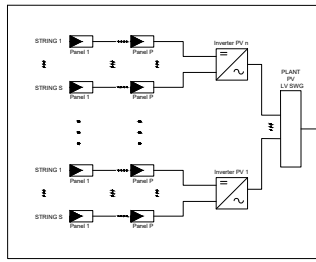 Inverter PV n
STRING 1
Panel 1
Panel P
PLANT
PV
LV SWG
STRING S
Panel 1
Panel P
Inverter PV 1
STRING 1
Panel 1
Panel P
STRING S
Panel 1
Panel P